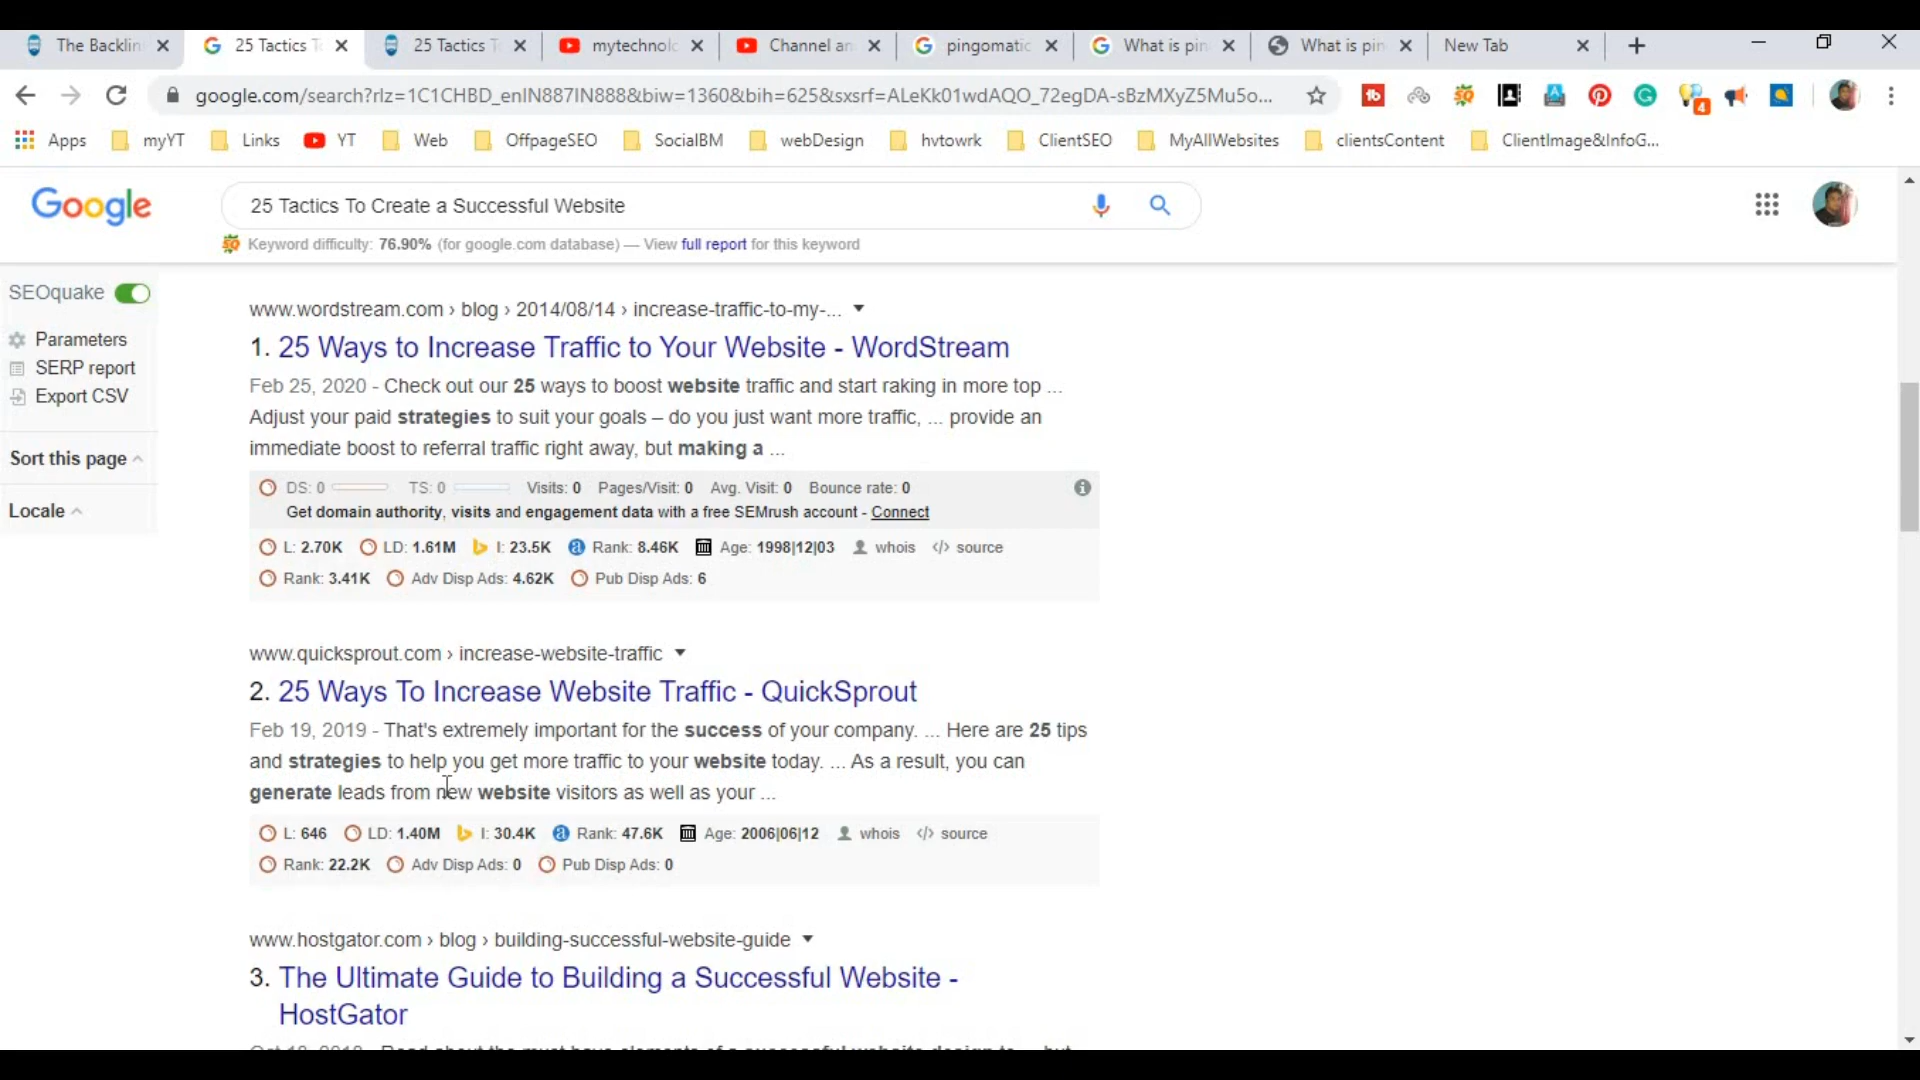 The Backlin
25 Tactics T
25 Tactics T
mytechnolo
Channel an
pingomatic
What is pin
What is pin
New Tab
google.com/search?rlz=1C1CHBD_enIN887IN888&biw=1360&bih=625&sxsrf=ALeKk01wdAQO_72egDA-sBzMXyZ5Mu5o...
Apps myYT Links YT Web OffpageSEO SocialBM webDesign hvtowrk ClientSEO MyAllWebsites clientsContent ClientImage&InfoG...
Google
25 Tactics To Create a Successful Website
Keyword difficulty: 76.90% (for google.com database) — View full report for this keyword
SEOquake
Parameters
SERP report
Export CSV
Sort this page
Locale
www.wordstream.com › blog › 2014/08/14 › increase-traffic-to-my-...
1. 25 Ways to Increase Traffic to Your Website - WordStream
Feb 25, 2020 - Check out our 25 ways to boost website traffic and start raking in more top ...
Adjust your paid strategies to suit your goals – do you just want more traffic, ... provide an
immediate boost to referral traffic right away, but making a ...
DS: 0 TS: 0 Visits: 0 Pages/Visit: 0 Avg. Visit: 0 Bounce rate: 0
Get domain authority, visits and engagement data with a free SEMrush account - Connect
L: 2.70K LD: 1.61M I: 23.5K Rank: 8.46K Age: 1998|12|03 whois source
Rank: 3.41K Adv Disp Ads: 4.62K Pub Disp Ads: 6
www.quicksprout.com › increase-website-traffic
2. 25 Ways To Increase Website Traffic - QuickSprout
Feb 19, 2019 - That's extremely important for the success of your company. ... Here are 25 tips
and strategies to help you get more traffic to your website today. ... As a result, you can
generate leads from new website visitors as well as your ...
L: 646 LD: 1.40M I: 30.4K Rank: 47.6K Age: 2006|06|12 whois source
Rank: 22.2K Adv Disp Ads: 0 Pub Disp Ads: 0
www.hostgator.com › blog › building-successful-website-guide
3. The Ultimate Guide to Building a Successful Website -
HostGator